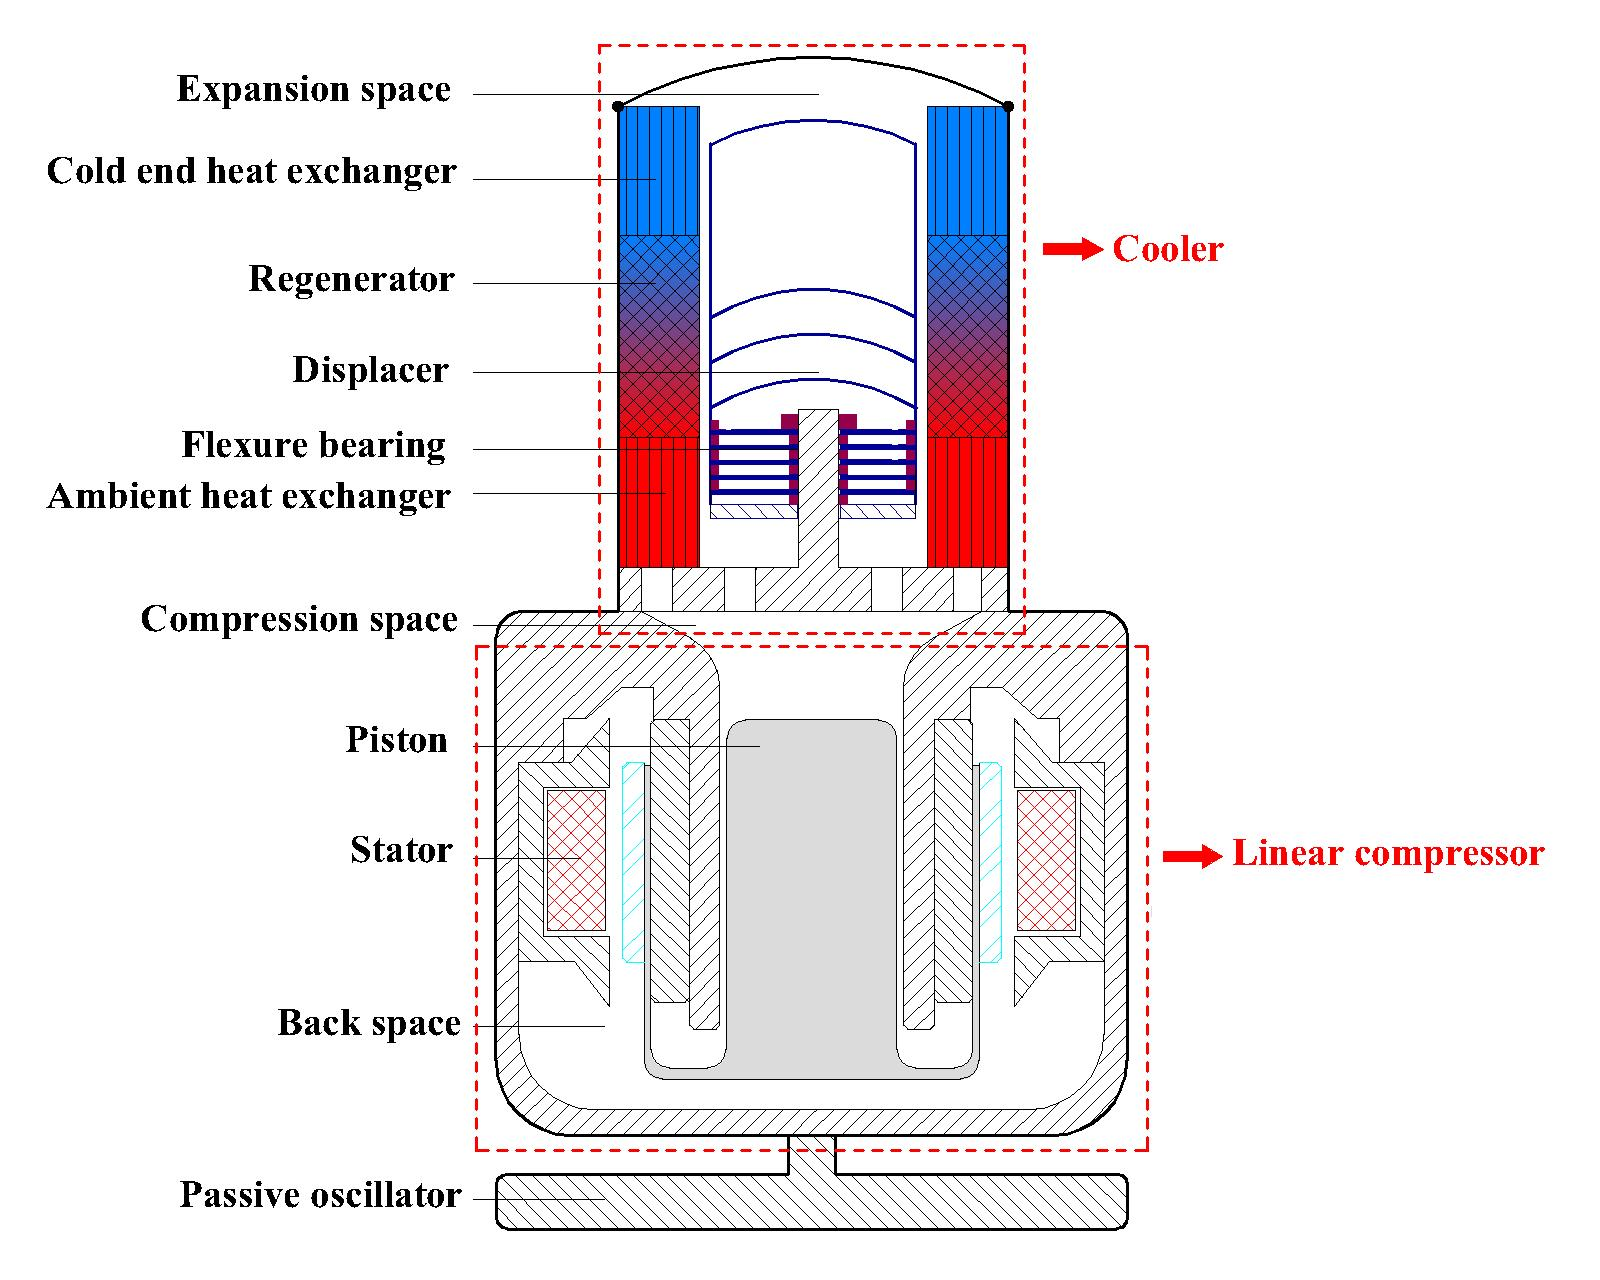 Expansion space
Cold end heat exchanger
Cooler
Regenerator
Displacer
Flexure bearing
Ambient heat exchanger
Compression space
Piston
Stator
Linear compressor
Back space
Passive oscillator